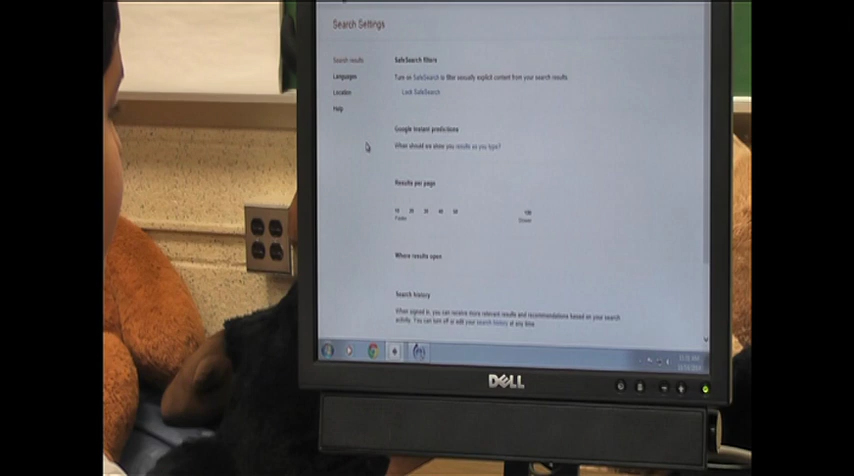 Search Settings
Search results
Languages
Location
Help
SafeSearch filters
Turn on SafeSearch to filter sexually explicit content from your search results.
Lock SafeSearch
Google Instant predictions
When should we show you results as you type?
Results per page
10 20 30 40 50 100
Faster Slower
Where results open
Search history
When signed in, you can receive more relevant results and recommendations based on your search
activity. You can turn off or edit your search history at any time.
DELL